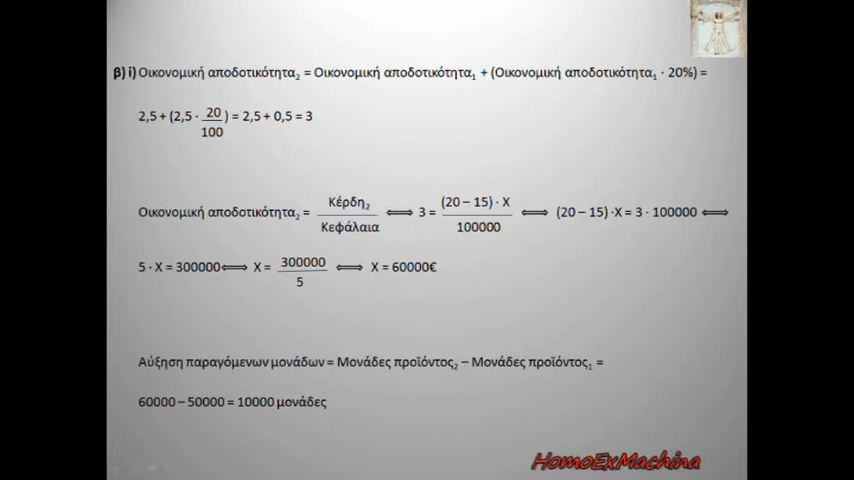 β) i) Οικονομική αποδοτικότητα₂ = Οικονομική αποδοτικότητα₁ + (Οικονομική αποδοτικότητα₁ · 20%) =
2,5 + (2,5 · 20/100) = 2,5 + 0,5 = 3
Οικονομική αποδοτικότητα₂ = Κέρδη₂/Κεφάλαια ⟺ 3 = (20 – 15) · X/100000 ⟺ (20 – 15) ·X = 3 · 100000 ⟺
5 · X = 300000⟺ X = 300000/5 ⟺ X = 60000€
Αύξηση παραγόμενων μονάδων = Μονάδες προϊόντος₂ – Μονάδες προϊόντος₁ =
60000 – 50000 = 10000 μονάδες
HomoExMachina